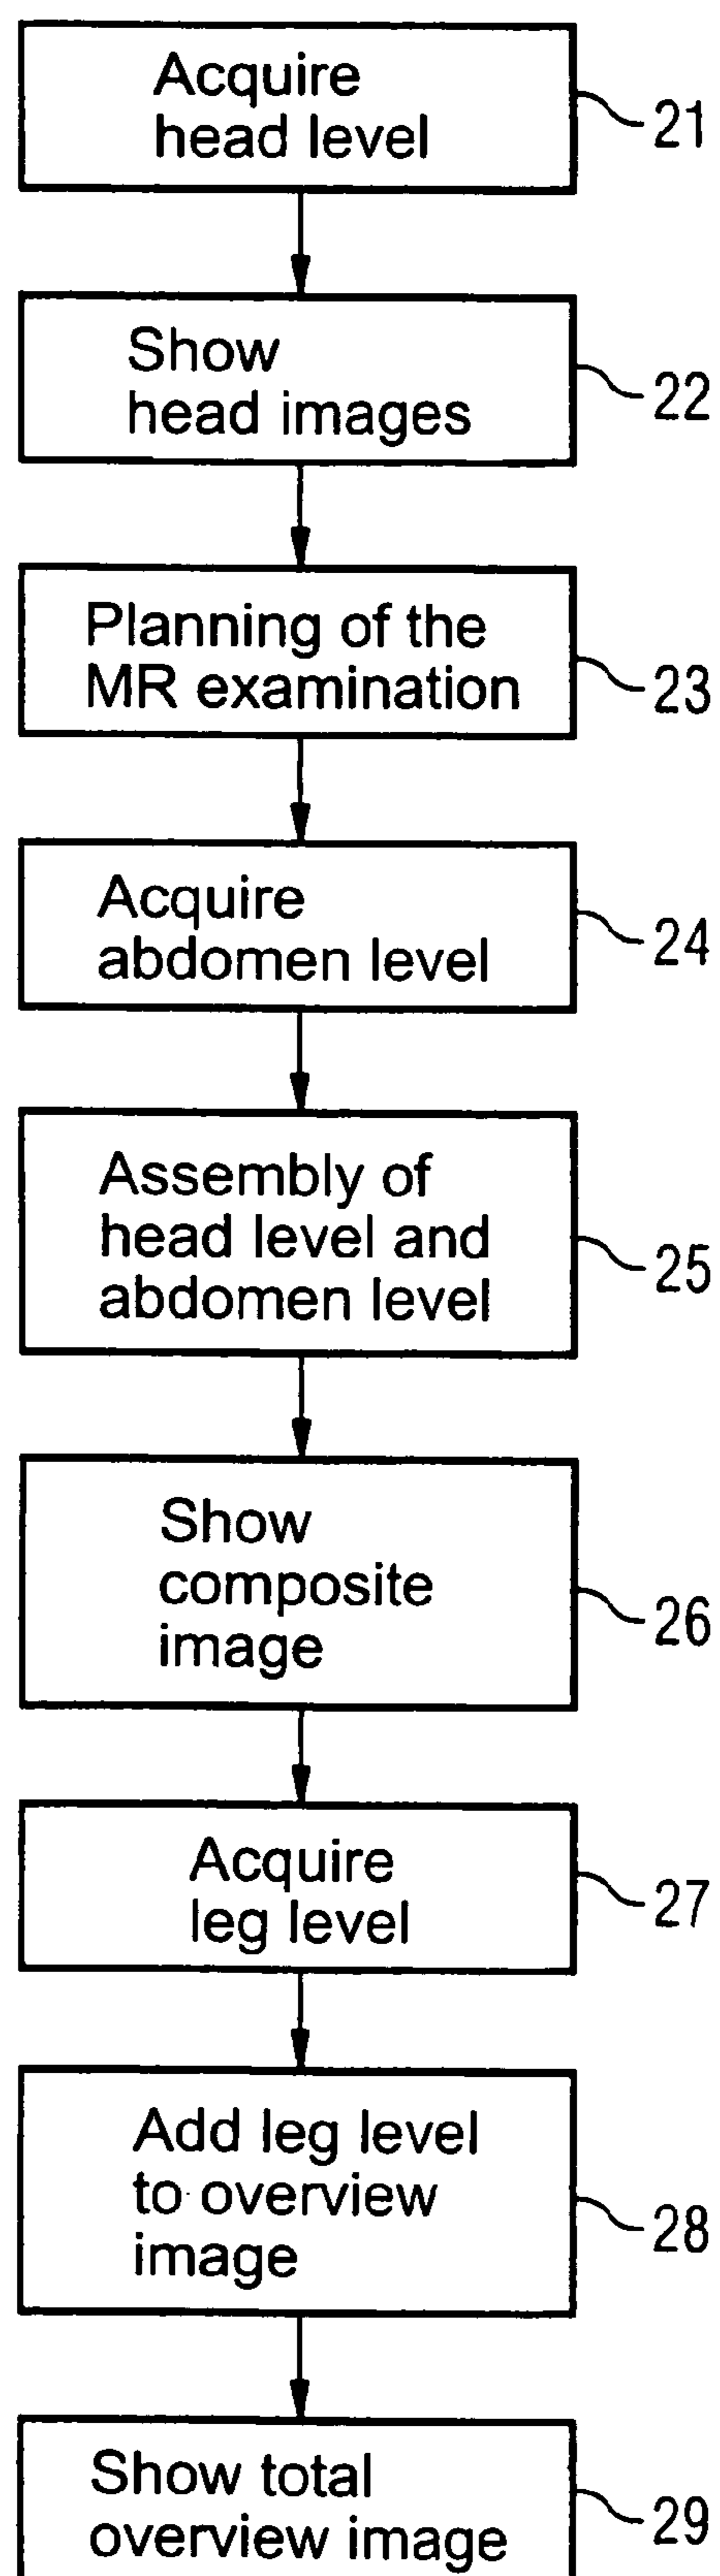 Acquire
head level
21
Show
head images
22
Planning of the
MR examination
23
Acquire
abdomen level
24
Assembly of
head level and
abdomen level
25
Show
composite
image
26
Acquire
leg level
27
Add leg level
to overview
image
28
Show total
overview image
29